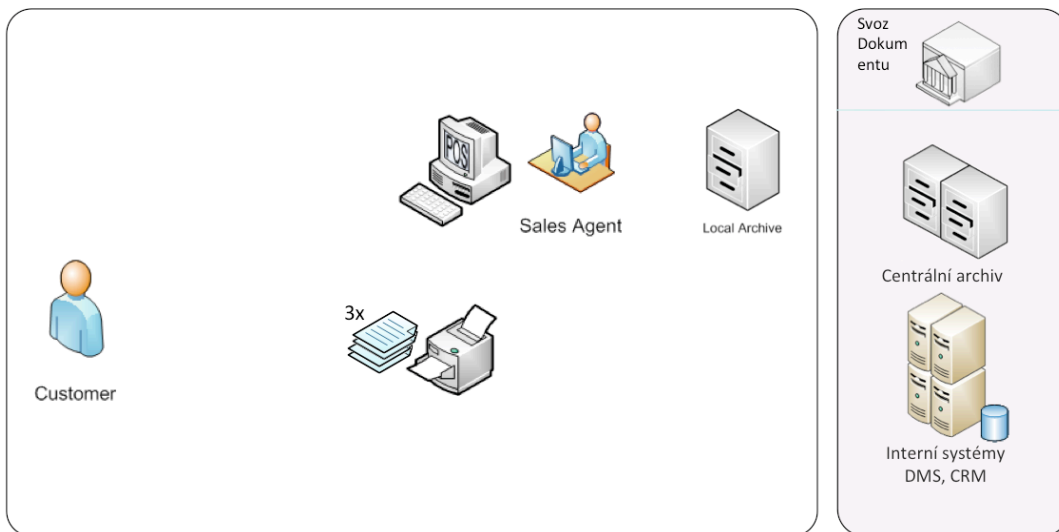 Svoz
Dokum
entu
POS
Sales Agent
Local Archive
Centrální archiv
3x
Customer
Interní systémy
DMS, CRM